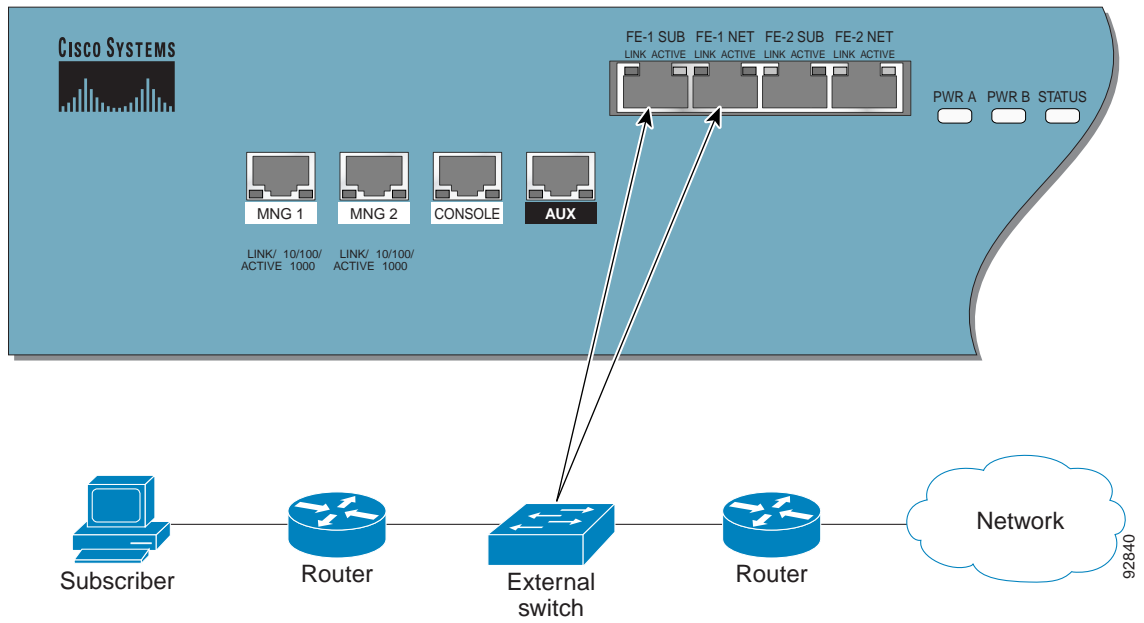 CISCO SYSTEMS
FE-1 SUB FE-1 NET FE-2 SUB FE-2 NET
LINK ACTIVE LINK ACTIVE LINK ACTIVE LINK ACTIVE
PWR A PWR B STATUS
MNG 1 MNG 2 CONSOLE AUX
LINK/ 10/100/ LINK/ 10/100/
ACTIVE 1000 ACTIVE 1000
Subscriber
Router
External
switch
Router
Network
92840